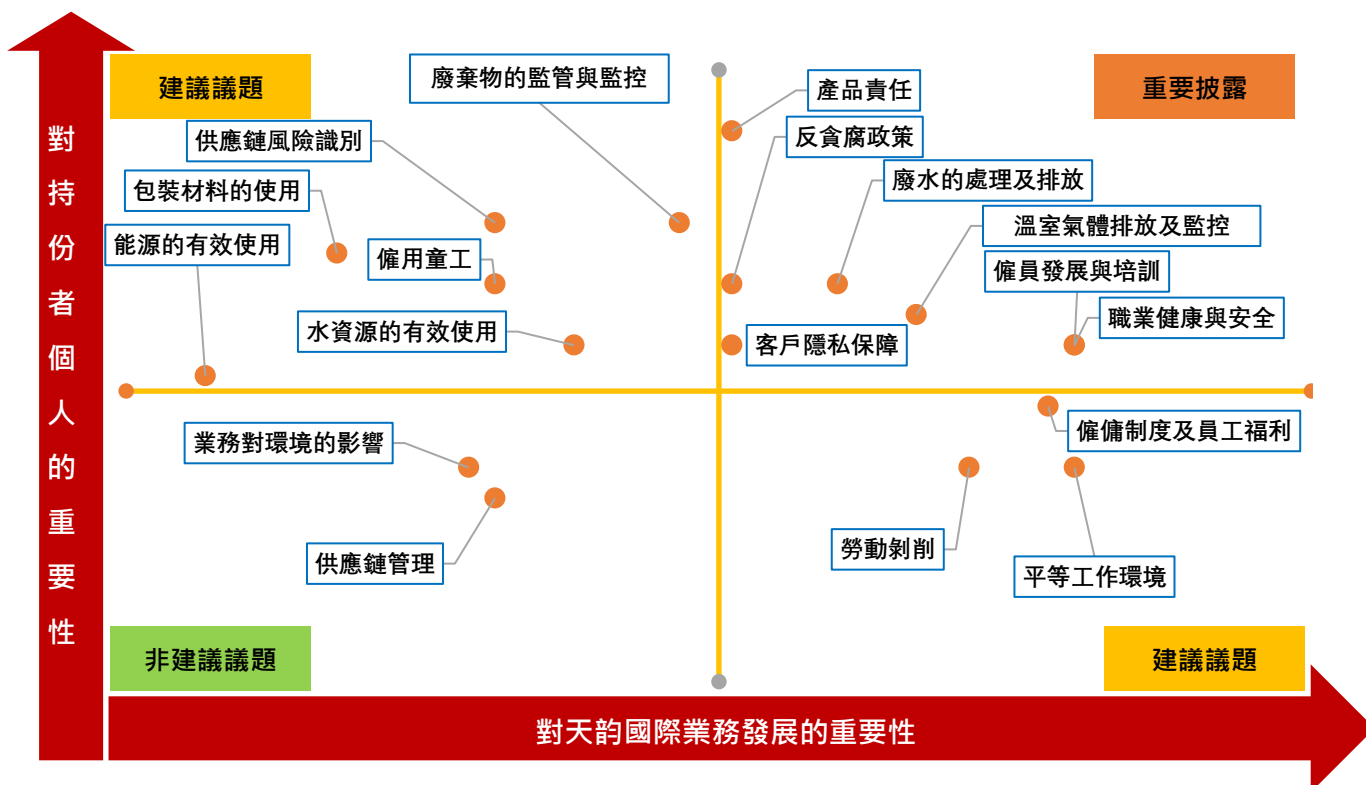 對持份者個人的重要性
建議議題
廢棄物的監管與監控
產品責任
重要披露
供應鏈風險識別
反貪腐政策
包裝材料的使用
廢水的處理及排放
能源的有效使用
僱用童工
溫室氣體排放及監控
僱員發展與培訓
水資源的有效使用
客戶隱私保障
職業健康與安全
業務對環境的影響
僱傭制度及員工福利
供應鏈管理
勞動剝削
平等工作環境
非建議議題
建議議題
對天韵國際業務發展的重要性